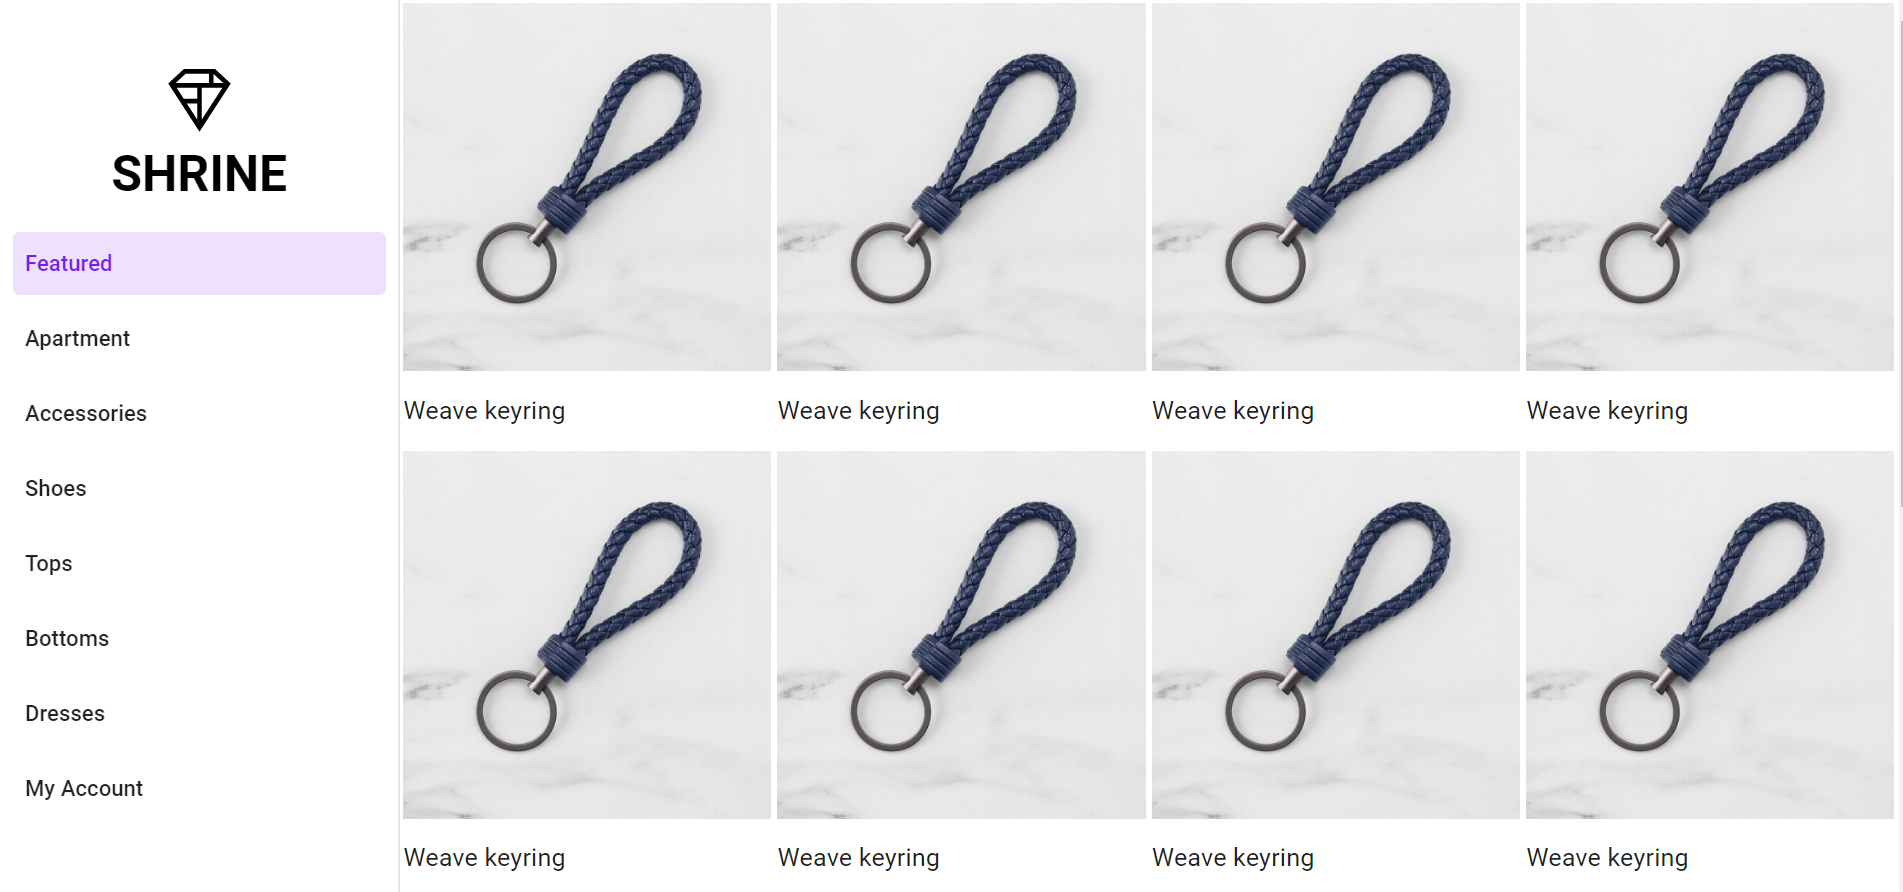 SHRINE
Featured
Apartment
Accessories
Shoes
Tops
Bottoms
Dresses
My Account
Weave keyring
Weave keyring
Weave keyring
Weave keyring
Weave keyring
Weave keyring
Weave keyring
Weave keyring